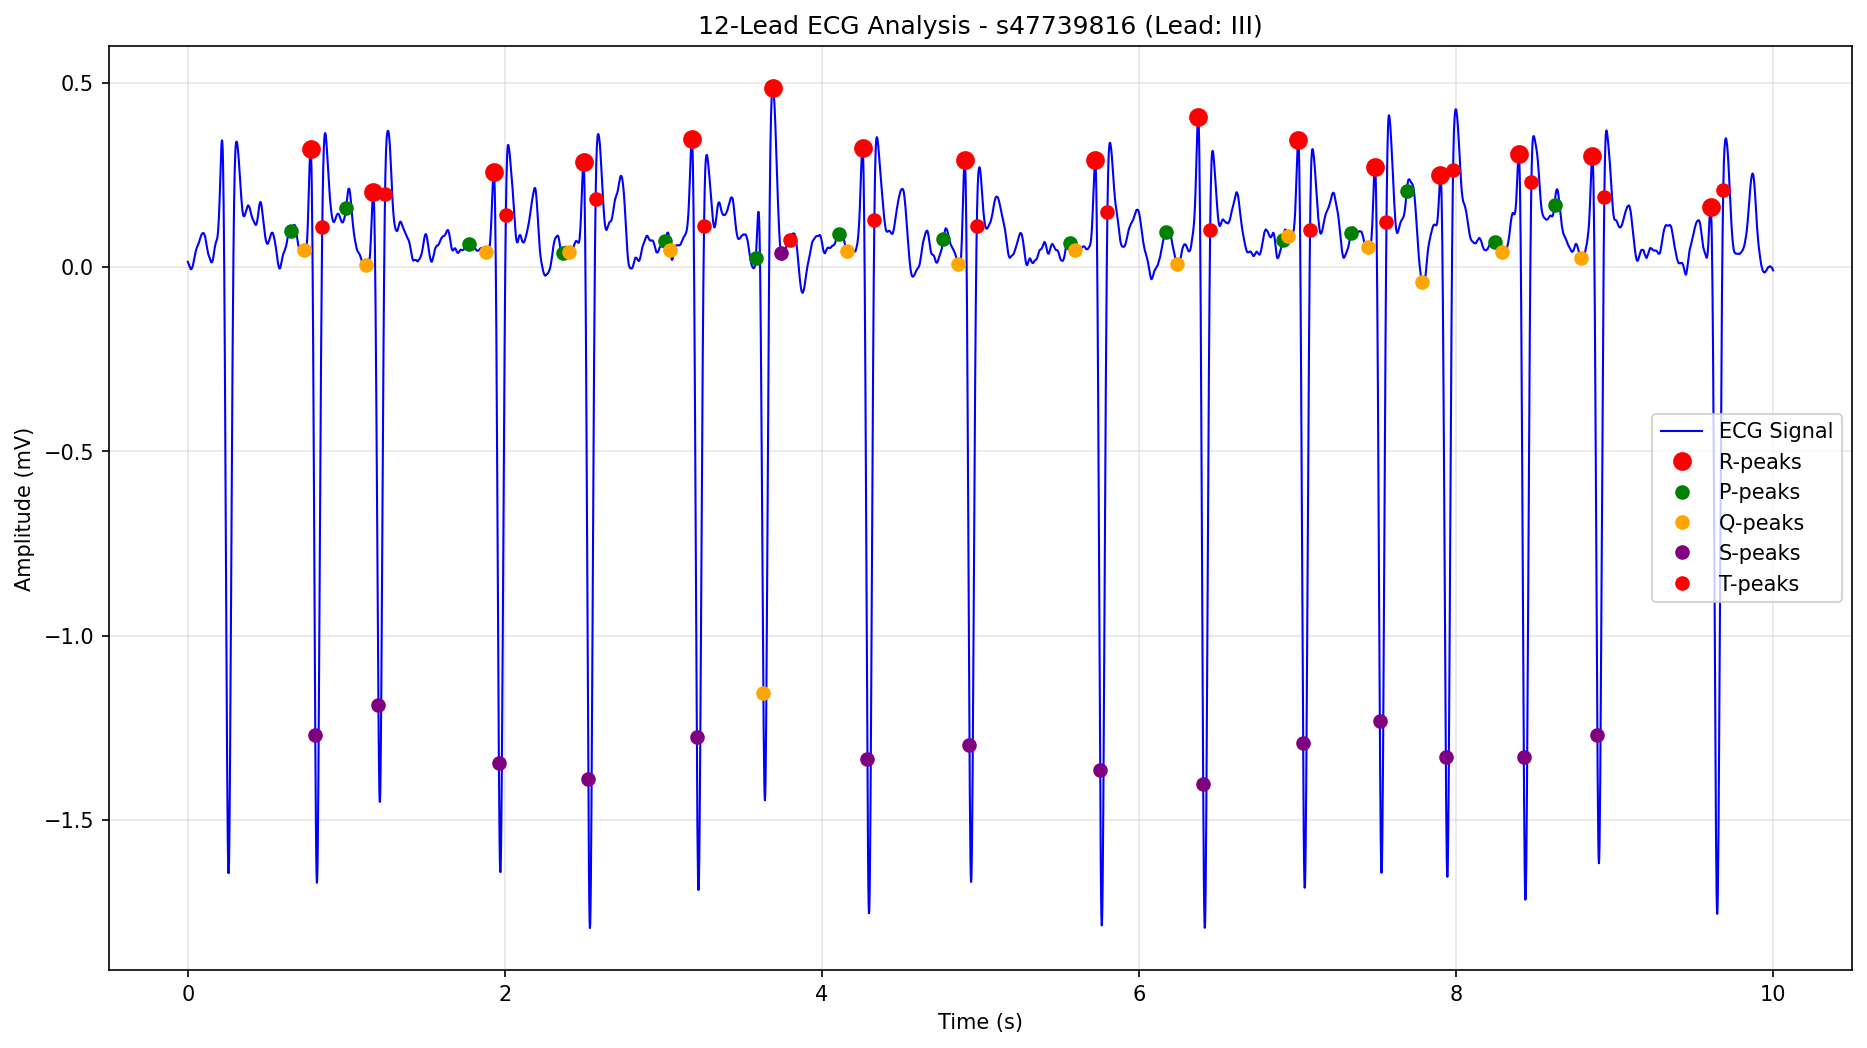 12-Lead ECG Analysis - s47739816 (Lead: III)
Amplitude (mV)
0.5
0.0
−0.5
−1.0
−1.5
ECG Signal
R-peaks
P-peaks
Q-peaks
S-peaks
T-peaks
0 2 4 6 8 10
Time (s)